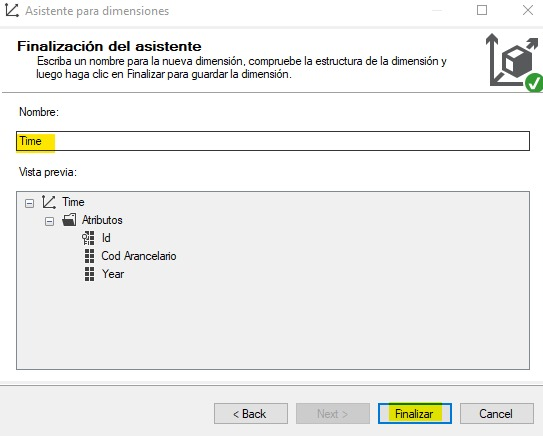 Asistente para dimensiones
Finalización del asistente
Escriba un nombre para la nueva dimensión, compruebe la estructura de la dimensión y
luego haga clic en Finalizar para guardar la dimensión.
Nombre:
Time
Vista previa:
Time
Atributos
Id
Cod Arancelario
Year
< Back
Next >
Finalizar
Cancel